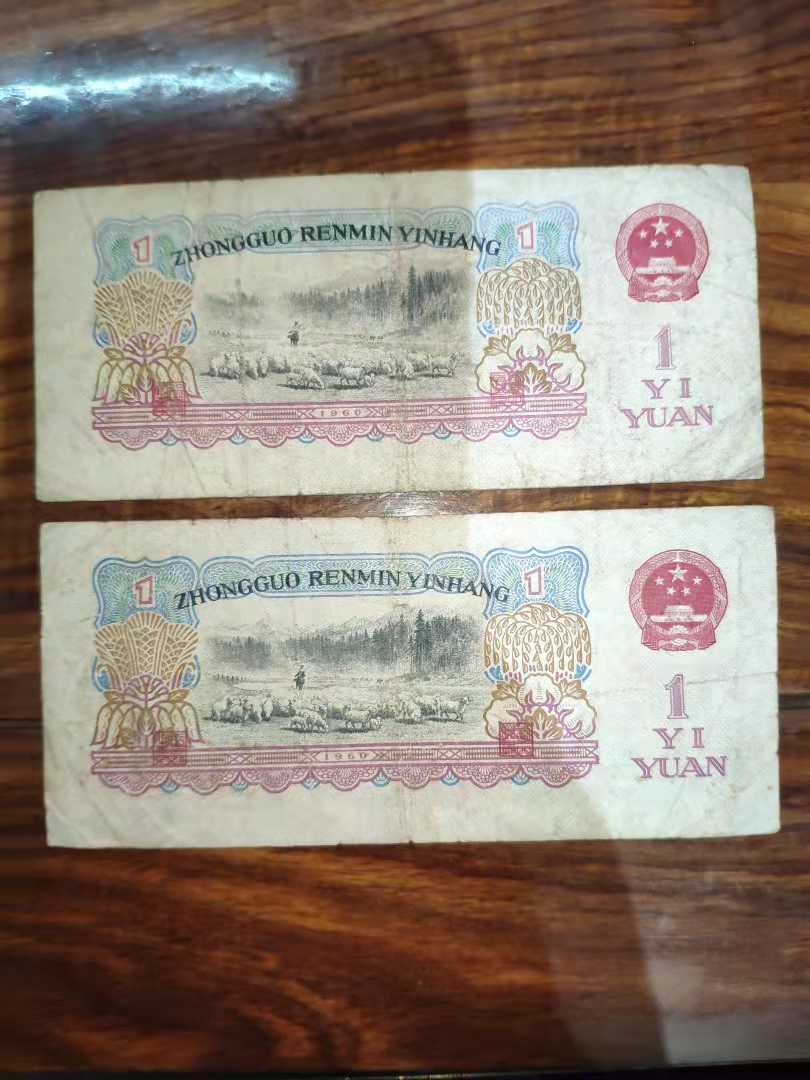 1 ZHONGGUO RENMIN YINHANG 1
1960
1
YI
YUAN
1 ZHONGGUO RENMIN YINHANG 1
1960
1
YI
YUAN